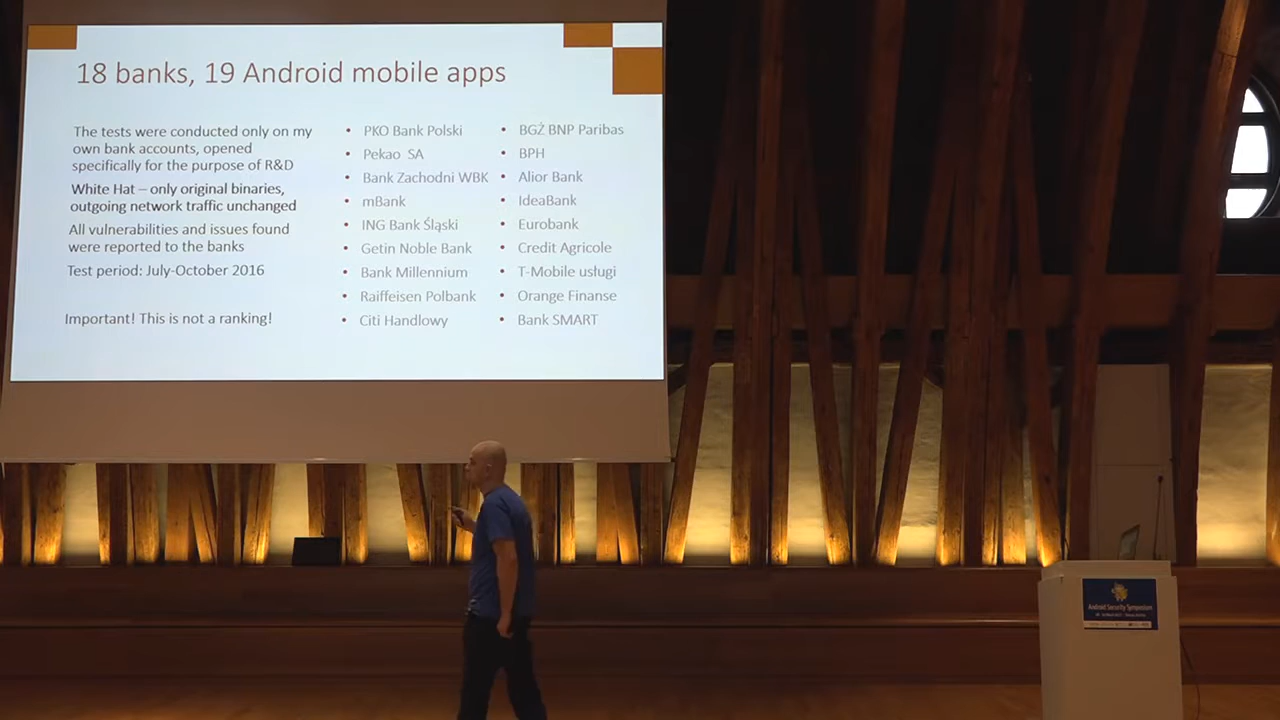 18 banks, 19 Android mobile apps
The tests were conducted only on my
own bank accounts, opened
specifically for the purpose of R&D
White Hat – only original binaries,
outgoing network traffic unchanged
All vulnerabilities and issues found
were reported to the banks
Test period: July-October 2016
Important! This is not a ranking!
• PKO Bank Polski
• Pekao SA
• Bank Zachodni WBK
• mBank
• ING Bank Śląski
• Getin Noble Bank
• Bank Millennium
• Raiffeisen Polbank
• Citi Handlowy
• BGŻ BNP Paribas
• BPH
• Alior Bank
• IdeaBank
• Eurobank
• Credit Agricole
• T-Mobile usługi
• Orange Finanse
• Bank SMART
Android Security Symposium